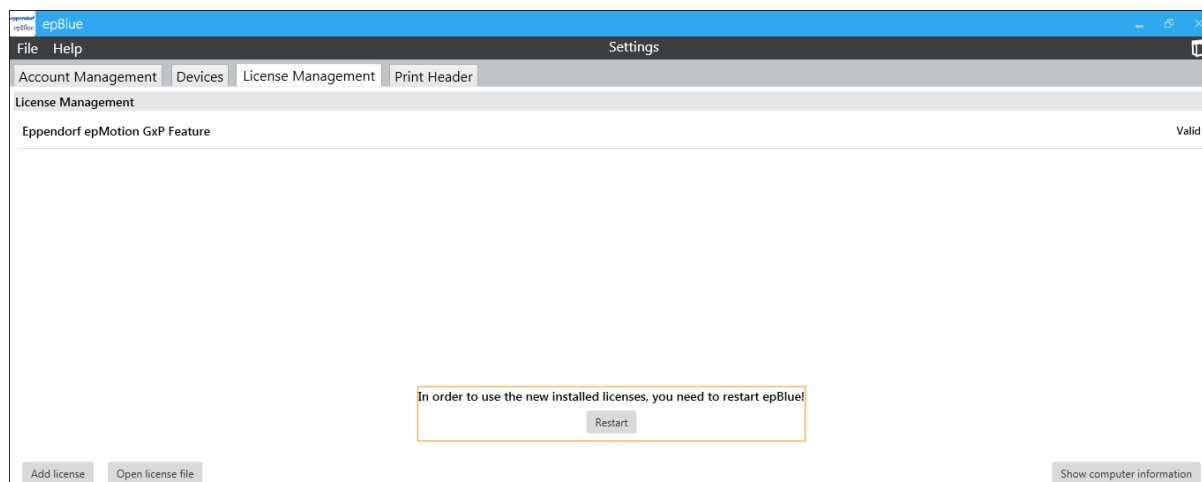 eppendorf
epBlue
epBlue
File Help Settings
Account Management Devices License Management Print Header
License Management
Eppendorf epMotion GxP Feature Valid
In order to use the new installed licenses, you need to restart epBlue!
Restart
Add license Open license file Show computer information